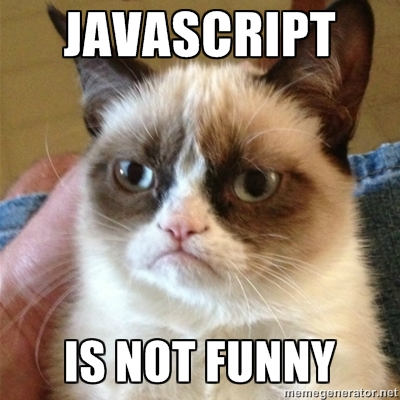 JAVASCRIPT
IS NOT FUNNY
memegenerator.net